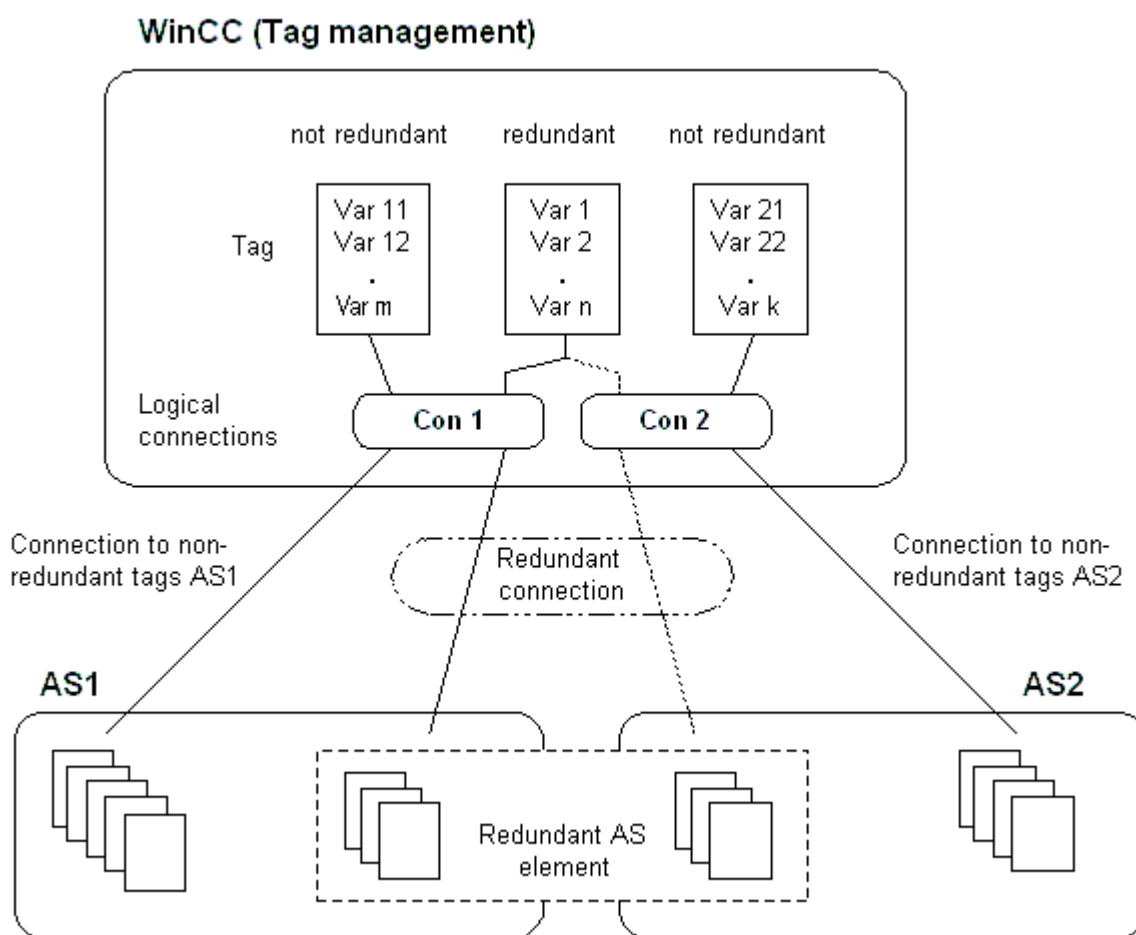 WinCC (Tag management)
not redundant
redundant
not redundant
Tag
Var 11
Var 12
.
Var m
Var 1
Var 2
.
Var n
Var 21
Var 22
.
Var k
Logical
connections
Con 1
Con 2
Connection to non-
redundant tags AS1
Redundant
connection
Connection to non-
redundant tags AS2
AS1
AS2
Redundant AS
element